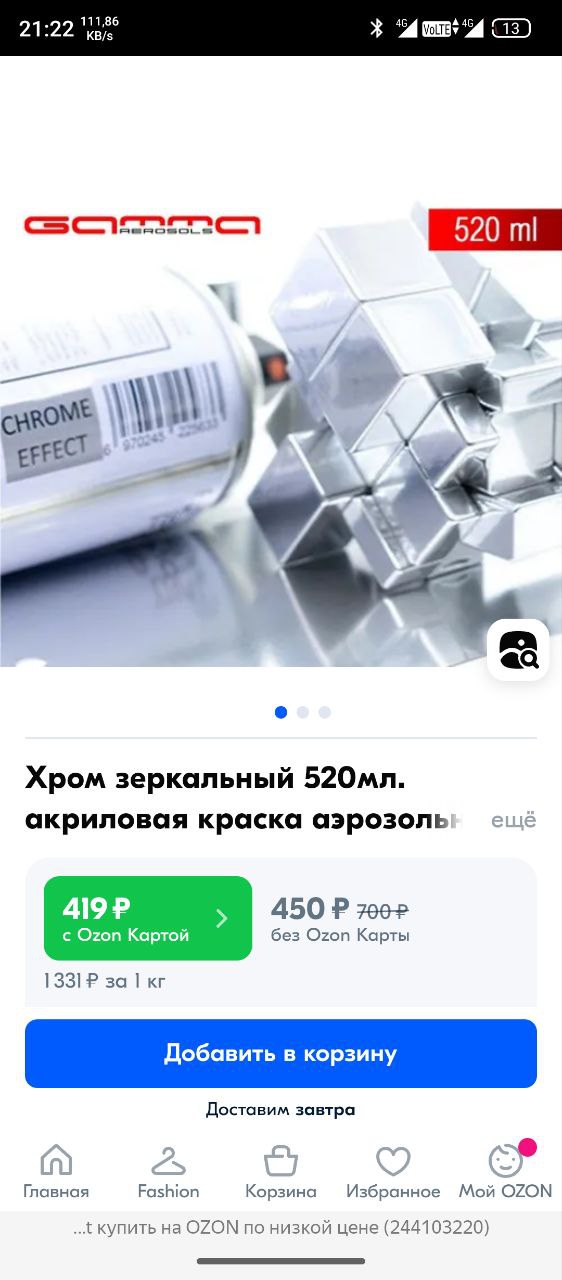 21:22 111,86 KB/s 4G VoLTE 4G 13
GAMMA
AEROSOLS
520 ml
CHROME
EFFECT
6 970245 225633
Хром зеркальный 520мл.
акриловая краска аэрозольн ещё
419 ₽ 450 ₽ 700 ₽
с Ozon Картой без Ozon Карты
1 331 ₽ за 1 кг
Добавить в корзину
Доставим завтра
Главная Fashion Корзина Избранное Мой OZON
...t купить на OZON по низкой цене (244103220)